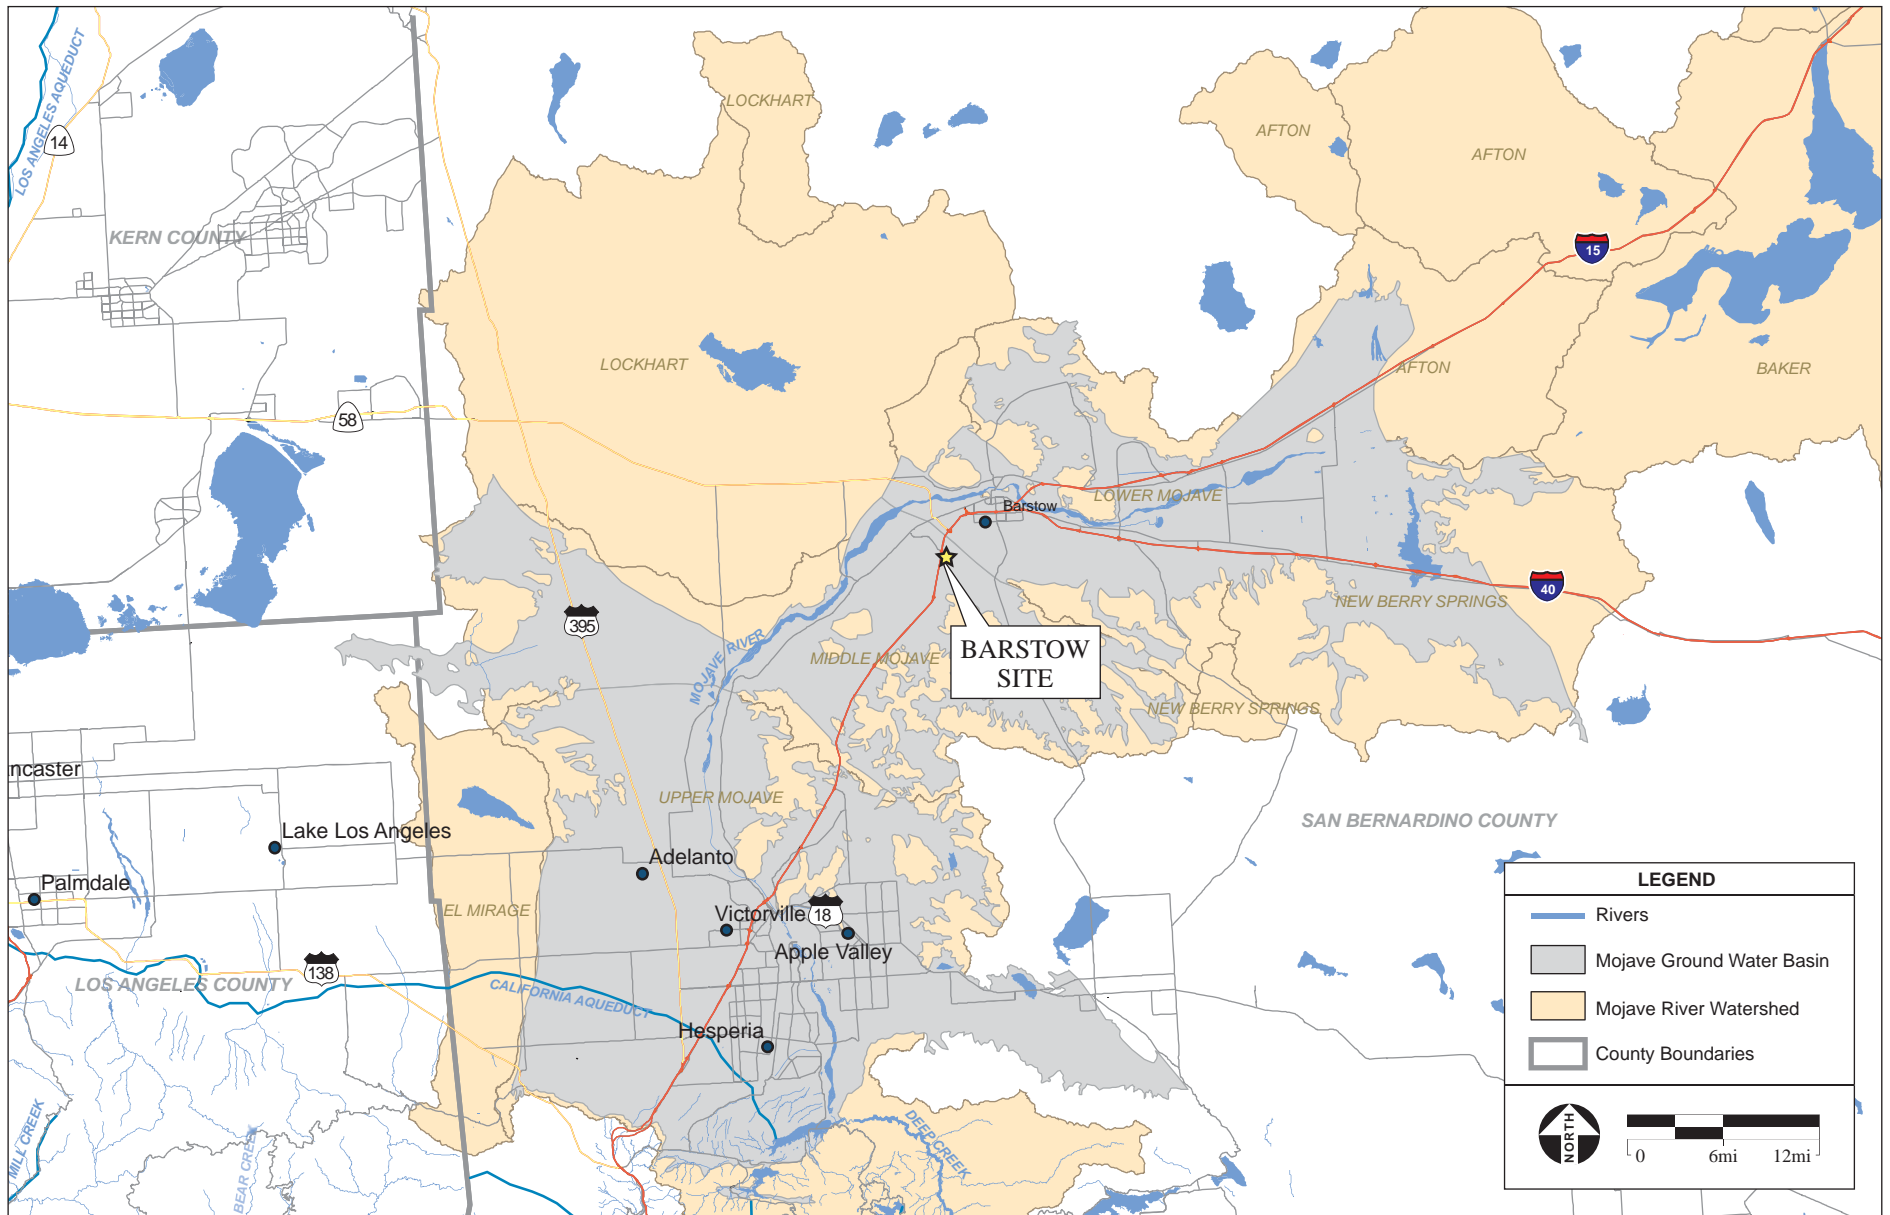 LOS ANGELES AQUEDUCT
14
KERN COUNTY
LOCKHART
AFTON
AFTON
15
LOCKHART
AFTON
BAKER
58
LOWER MOJAVE
Barstow
395
MOJAVE RIVER
MIDDLE MOJAVE
BARSTOW
SITE
40
NEW BERRY SPRINGS
NEW BERRY SPRINGS
ncaster
UPPER MOJAVE
SAN BERNARDINO COUNTY
Lake Los Angeles
Adelanto
Palmdale
EL MIRAGE
Victorville
18
Apple Valley
138
LOS ANGELES COUNTY
CALIFORNIA AQUEDUCT
Hesperia
MILL CREEK
BEAR CREEK
DEEP CREEK
LEGEND
Rivers
Mojave Ground Water Basin
Mojave River Watershed
County Boundaries
NORTH
0 6mi 12mi